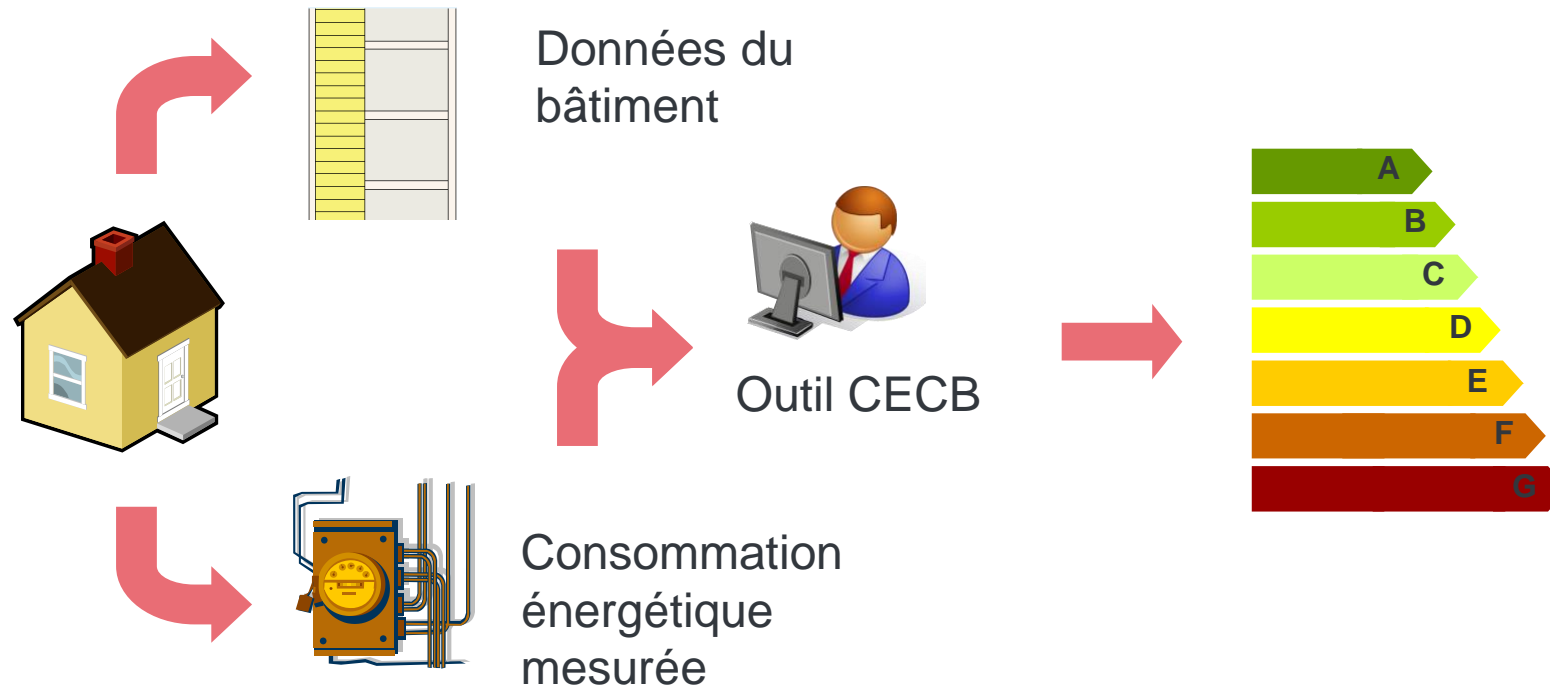 Données du
bâtiment
Outil CECB
Consommation
énergétique
mesurée
A
B
C
D
E
F
G